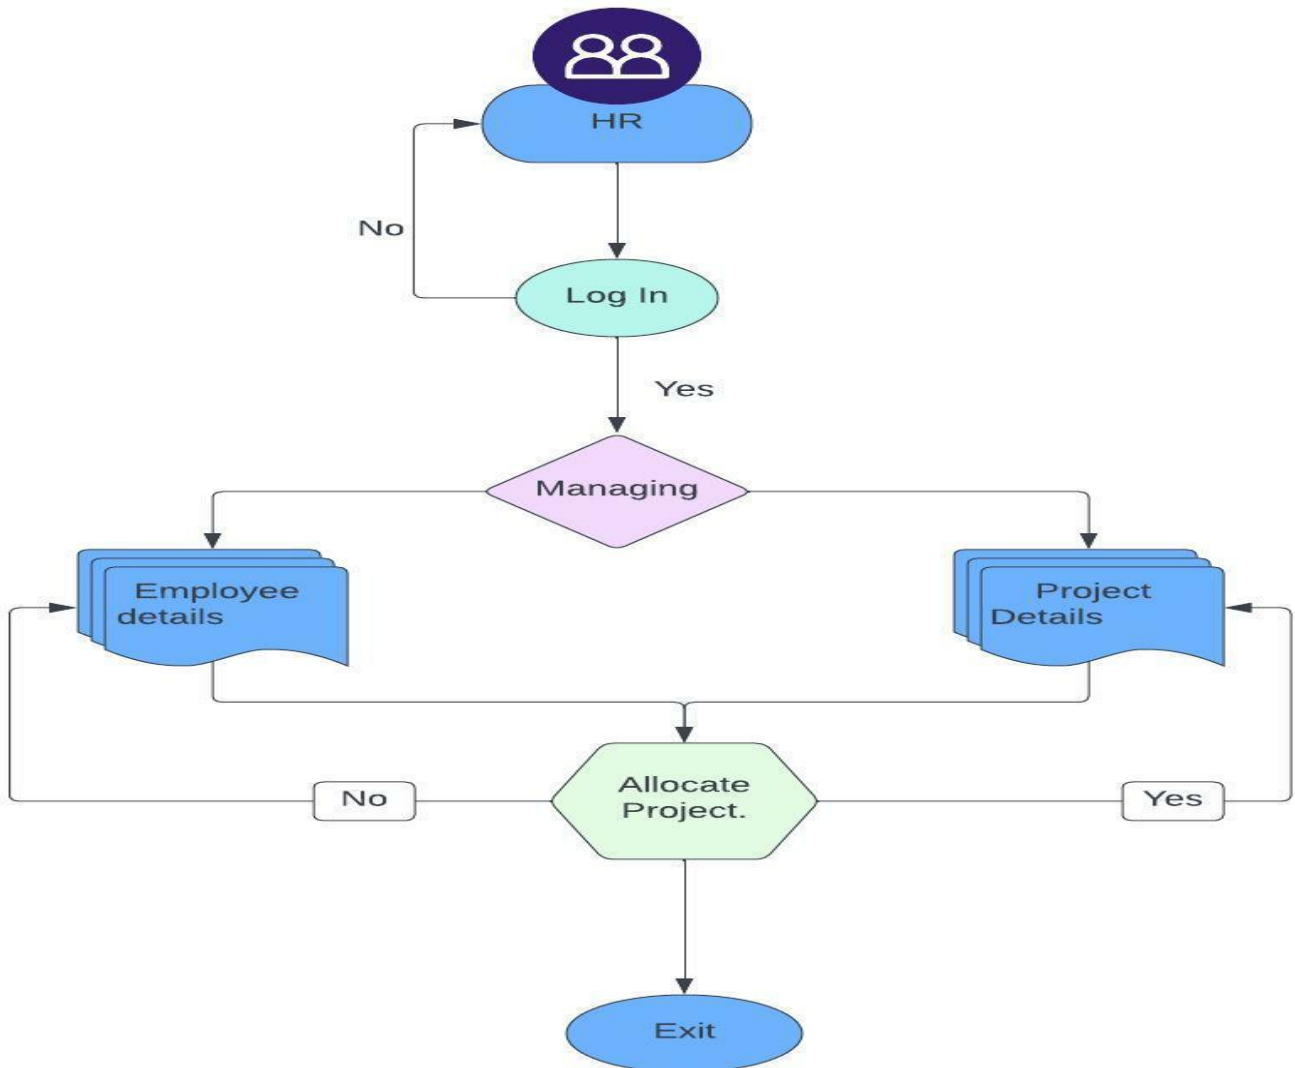 HR
No
Log In
Yes
Managing
Employee
details
Project
Details
Allocate
Project.
No
Yes
Exit